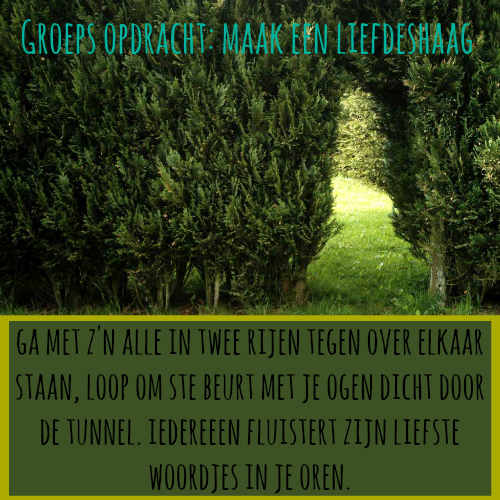 Groeps opdracht: maak een liefdeshaag
ga met z'n alle in twee rijen tegen over elkaar
staan, loop om ste beurt met je ogen dicht door
de tunnel. iedereeen fluistert zijn liefste
woordjes in je oren.